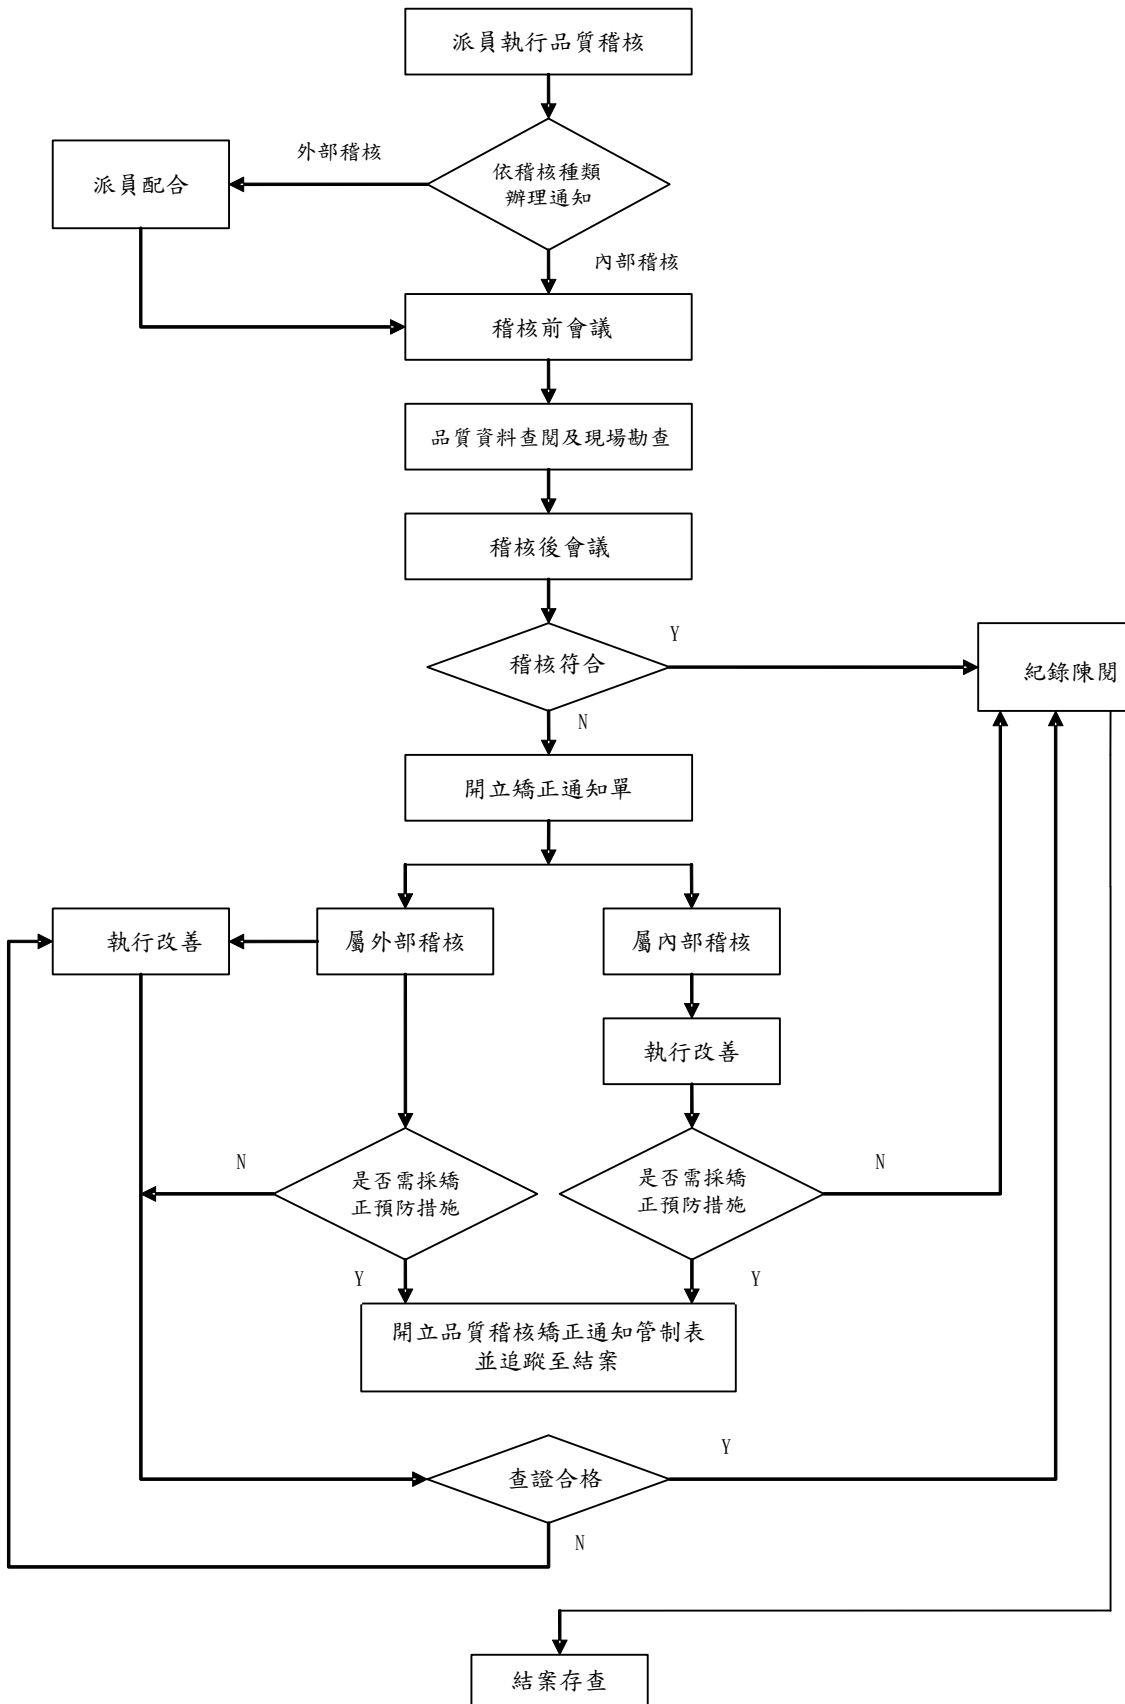 派員執行品質稽核
外部稽核
派員配合
依稽核種類
辦理通知
內部稽核
稽核前會議
品質資料查閱及現場勘查
稽核後會議
Y
稽核符合
紀錄陳閱
N
開立矯正通知單
執行改善
屬外部稽核
屬內部稽核
執行改善
N
是否需採矯
正預防措施
是否需採矯
正預防措施
N
Y
Y
開立品質稽核矯正通知管制表
並追蹤至結案
Y
查證合格
N
結案存查